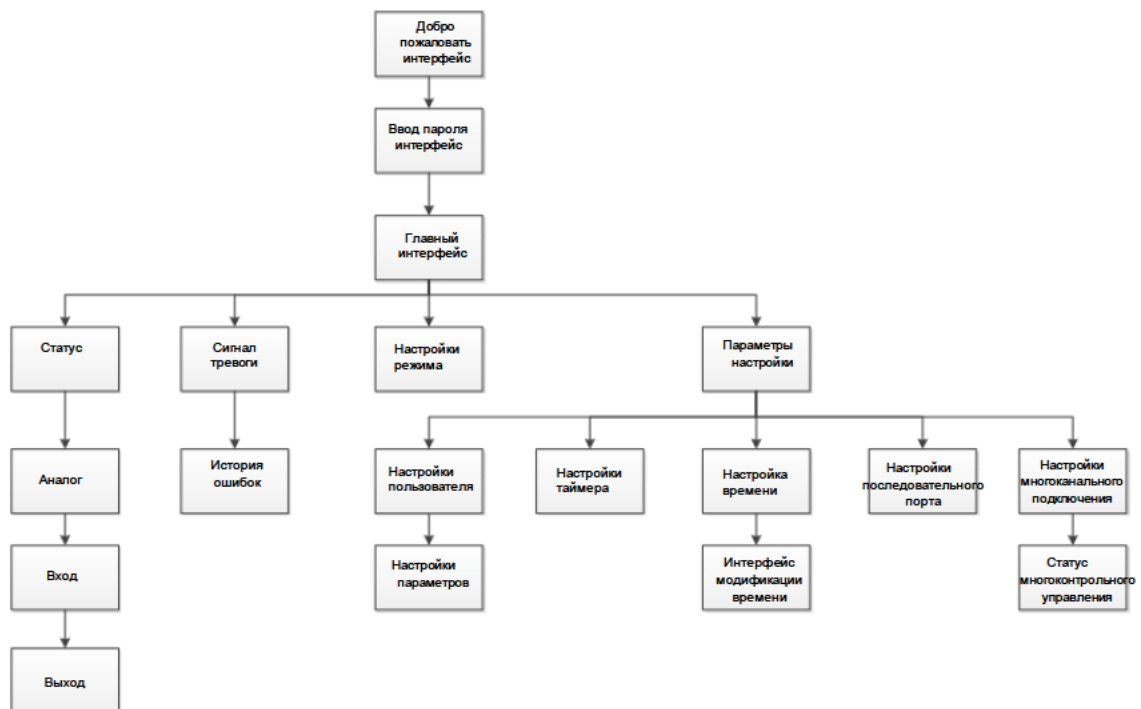 Добро
пожаловать
интерфейс
Ввод пароля
интерфейс
Главный
интерфейс
Статус
Сигнал
тревоги
Настройки
режима
Параметры
настройки
Аналог
История
ошибок
Настройки
пользователя
Настройки
таймера
Настройка
времени
Настройки
последовательного
порта
Настройки
многоканального
подключения
Вход
Настройки
параметров
Интерфейс
модификации
времени
Статус
многоконтрольного
управления
Выход